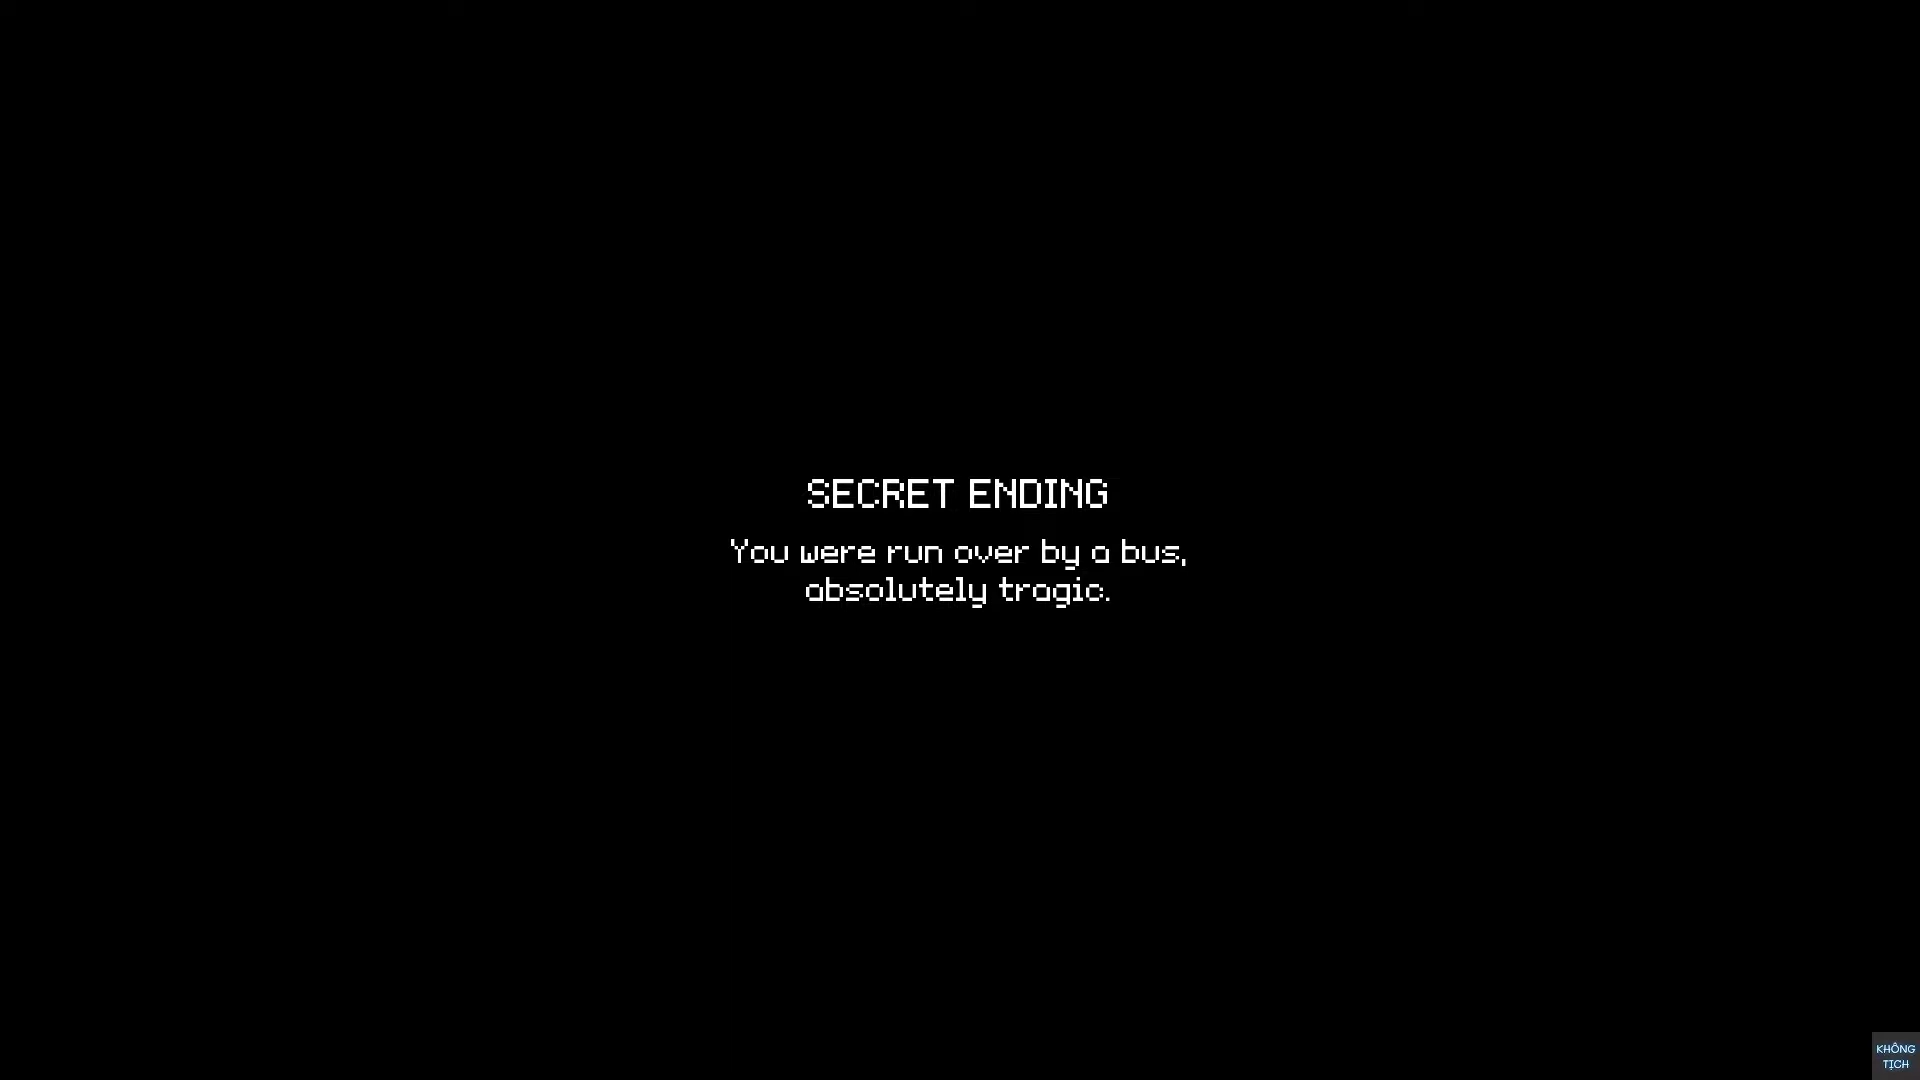 SECRET ENDING
You were run over by a bus,
absolutely tragic.
KHÔNG
TỊCH